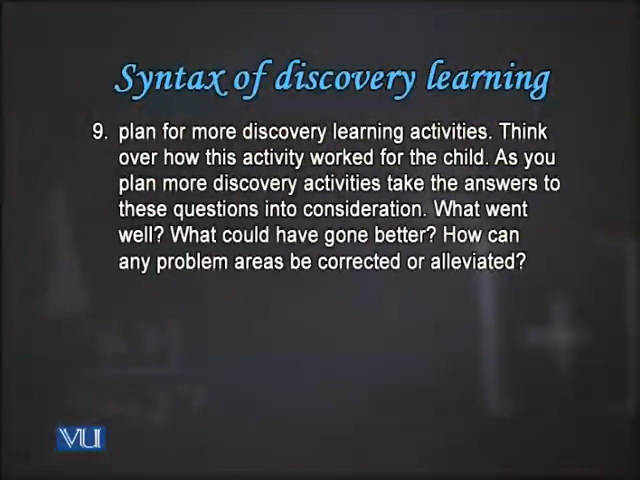 Syntax of discovery learning
9. plan for more discovery learning activities. Think
over how this activity worked for the child. As you
plan more discovery activities take the answers to
these questions into consideration. What went
well? What could have gone better? How can
any problem areas be corrected or alleviated?
VU